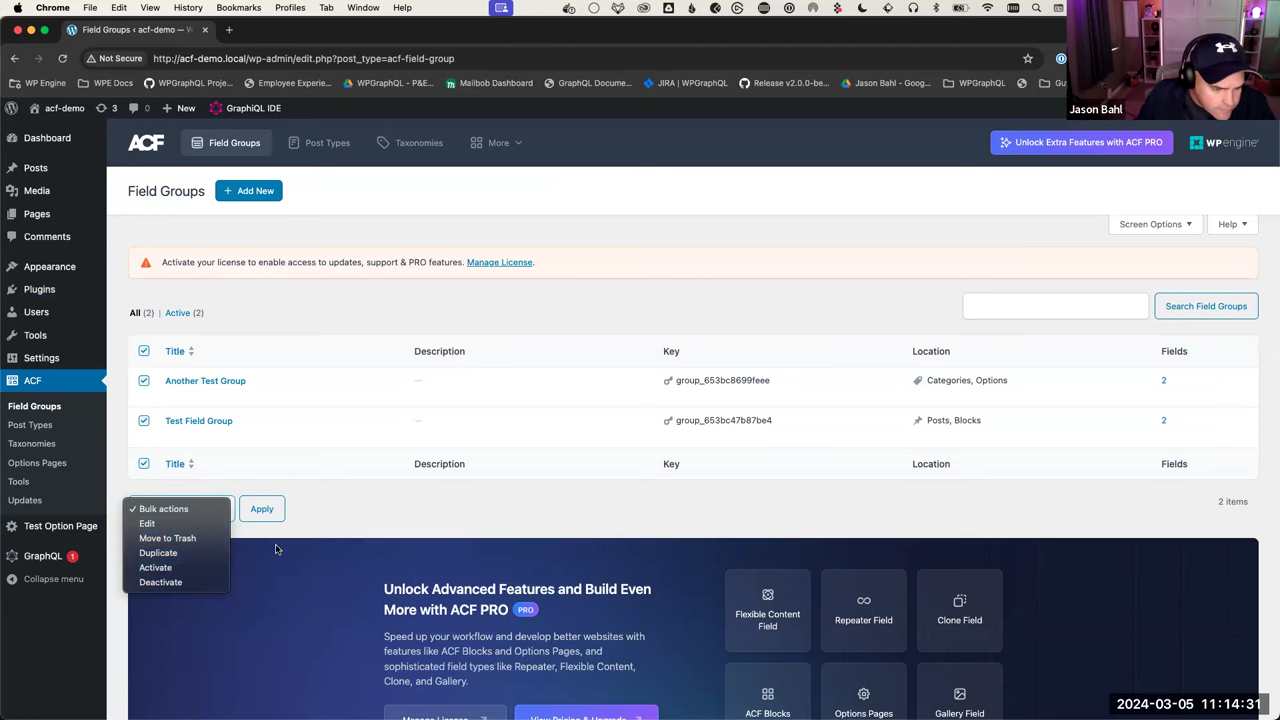 Chrome File Edit View History Bookmarks Profiles Tab Window Help
Field Groups ‹ acf-demo — W
Not Secure acf-demo.local/wp-admin/edit.php?post_type=acf-field-group
WP Engine WPE Docs WPGraphQL Proje... Employee Experie... WPGraphQL - P&E... Mailbob Dashboard GraphQL Docume... JIRA | WPGraphQL Release v2.0.0-be... Jason Bahl - Goog... WPGraphQL
Jason Bahl
acf-demo 3 0 New GraphiQL IDE
Dashboard
Posts
Media
Pages
Comments
Appearance
Plugins
Users
Tools
Settings
ACF
Field Groups
Post Types
Taxonomies
Options Pages
Tools
Updates
Test Option Page
GraphQL 1
Collapse menu
ACF Field Groups Post Types Taxonomies More Unlock Extra Features with ACF PRO WPengine
Field Groups + Add New
Screen Options Help
Activate your license to enable access to updates, support & PRO features. Manage License.
All (2) | Active (2) Search Field Groups
Title Description Key Location Fields
Another Test Group — group_653bc8699feee Categories, Options 2
Test Field Group — group_653bc47b87be4 Posts, Blocks 2
Title Description Key Location Fields
Bulk actions Apply 2 items
Edit
Move to Trash
Duplicate
Activate
Deactivate
Unlock Advanced Features and Build Even
More with ACF PRO PRO
Speed up your workflow and develop better websites with
features like ACF Blocks and Options Pages, and
sophisticated field types like Repeater, Flexible Content,
Clone, and Gallery.
Manage License View Pricing & Upgrade
Flexible Content
Field
Repeater Field
Clone Field
ACF Blocks
Options Pages
Gallery Field
2024-03-05 11:14:31